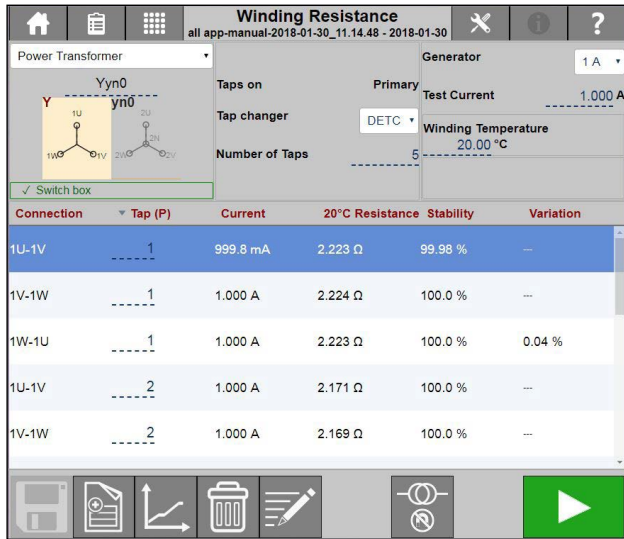 Winding Resistance
all app-manual-2018-01-30_11.14.48 - 2018-01-30
?
Power Transformer
Yyn0
Y
yn0
1U
1W
1V
2U
2N
2W
2V
✓ Switch box
Taps on Primary
Tap changer DETC
Number of Taps 5
Generator 1 A
Test Current 1.000 A
Winding Temperature
20.00 °C
Connection Tap (P) Current 20°C Resistance Stability Variation
1U-1V 1 999.8 mA 2.223 Ω 99.98 % ---
1V-1W 1 1.000 A 2.224 Ω 100.0 % ---
1W-1U 1 1.000 A 2.223 Ω 100.0 % 0.04 %
1U-1V 2 1.000 A 2.171 Ω 100.0 % ---
1V-1W 2 1.000 A 2.169 Ω 100.0 % ---